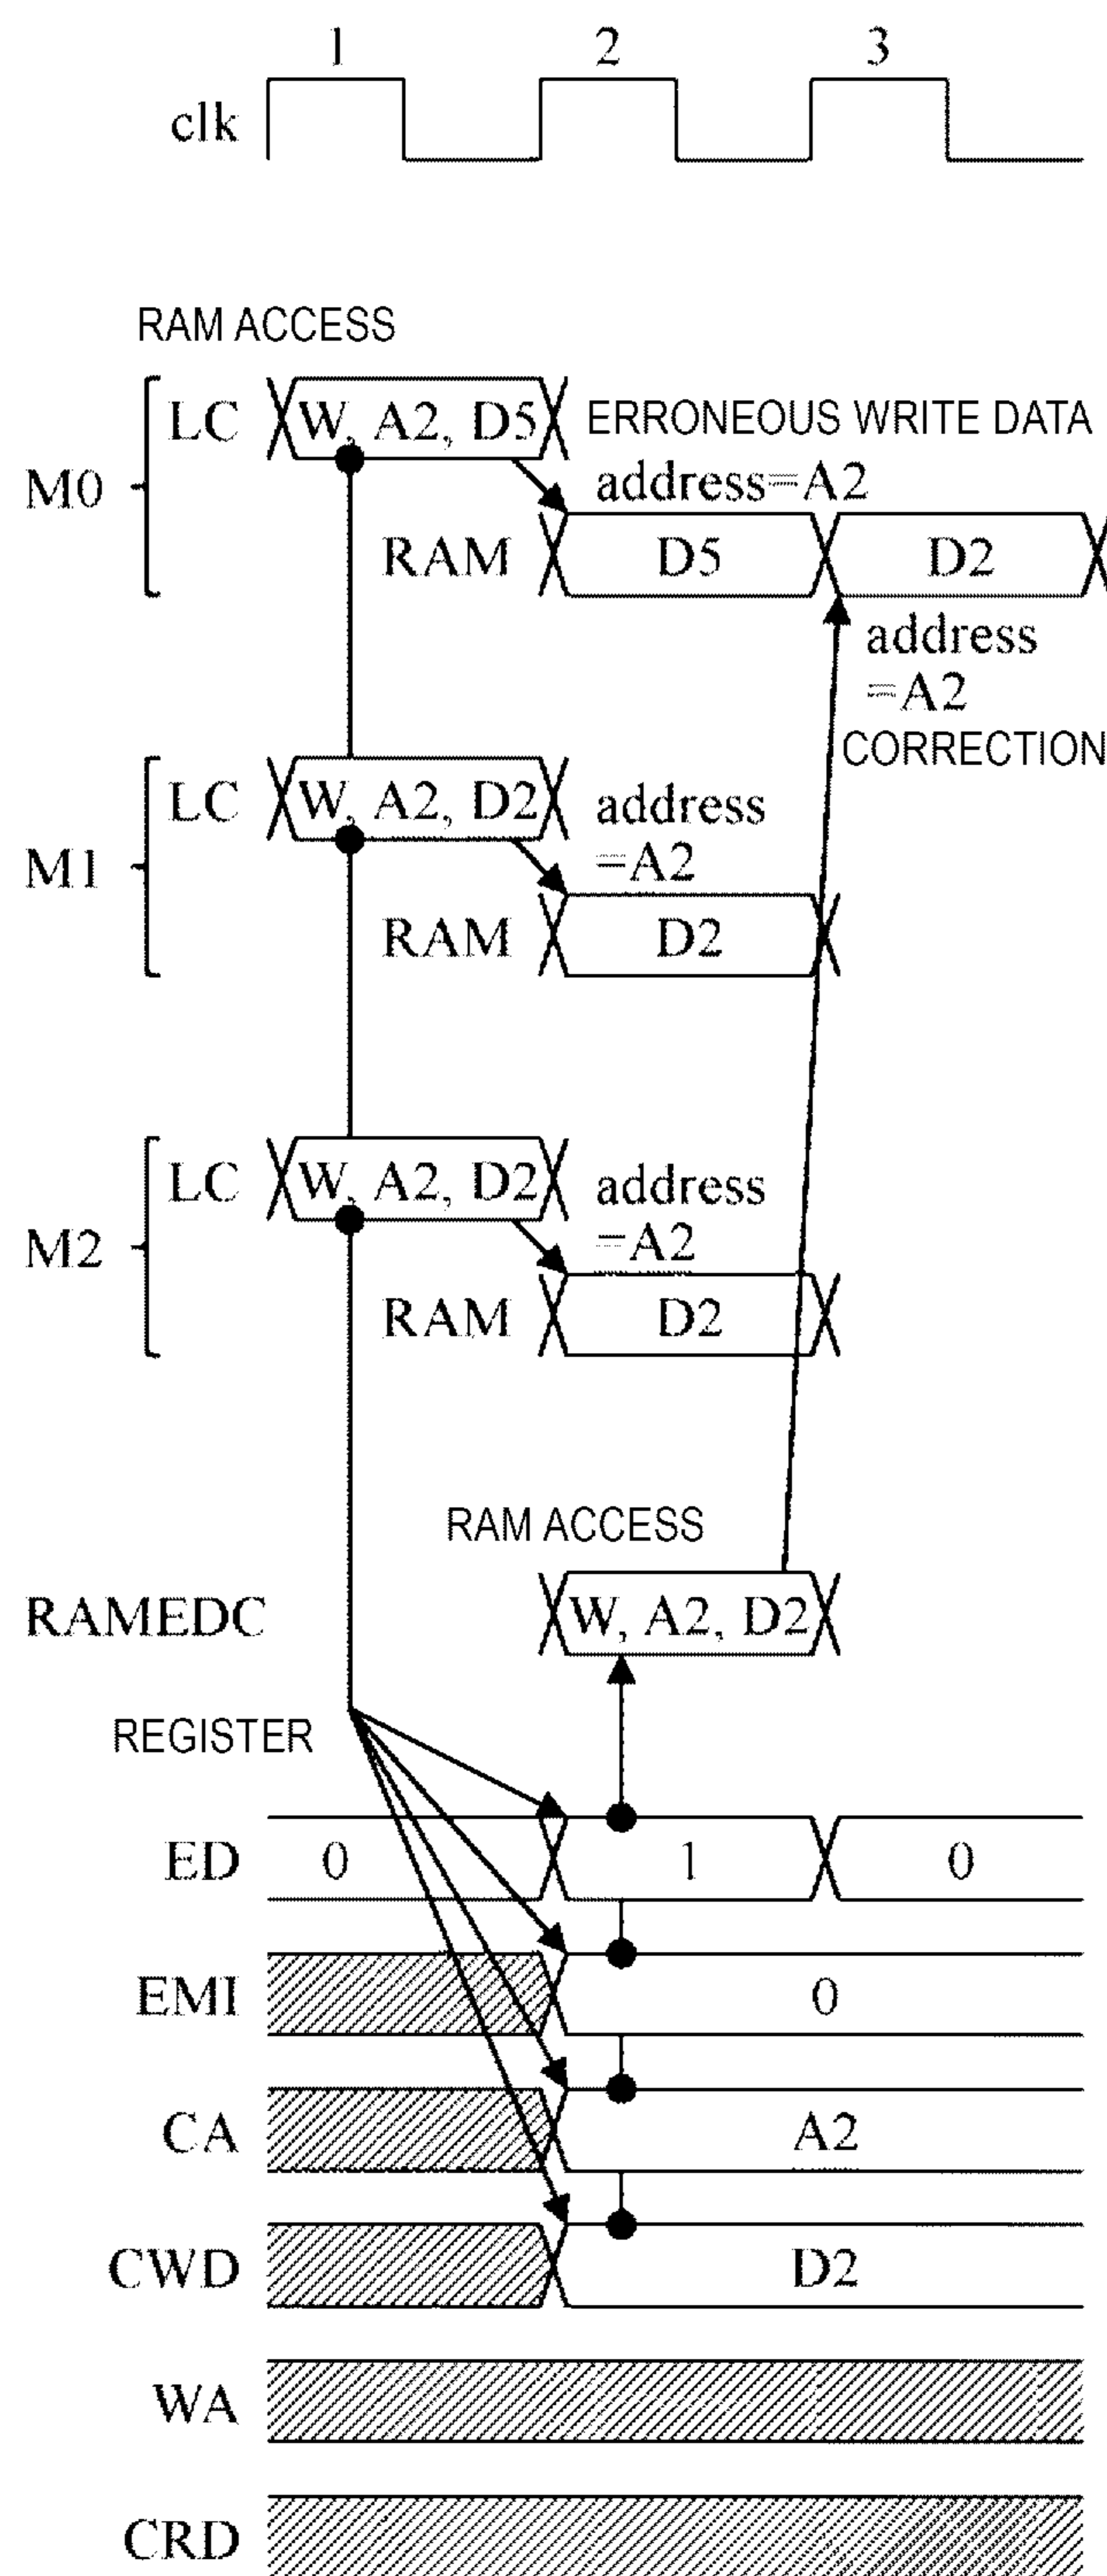 1 2 3
clk
RAM ACCESS
M0
LC W, A2, D5 ERRONEOUS WRITE DATA
address=A2
RAM D5 D2
address
=A2
CORRECTION
M1
LC W, A2, D2 address
=A2
RAM D2
M2
LC W, A2, D2 address
=A2
RAM D2
RAM ACCESS
RAMEDC W, A2, D2
REGISTER
ED 0 1 0
EMI 0
CA A2
CWD D2
WA
CRD